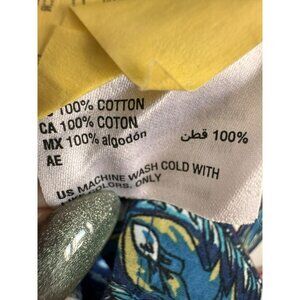 100% COTTON
CA 100% COTON
MX 100% algodón
AE 100% قطن
US MACHINE WASH COLD WITH
COLORS. ONLY